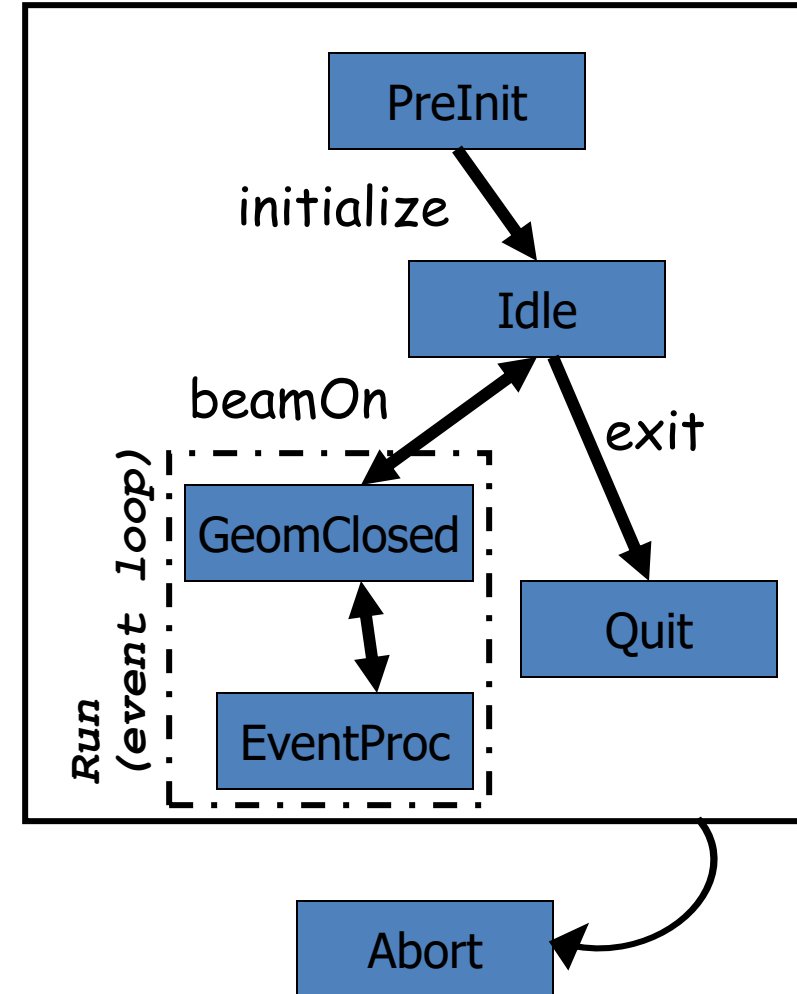 PreInit
initialize
Idle
beamOn
exit
Run
(event loop)
GeomClosed
Quit
EventProc
Abort